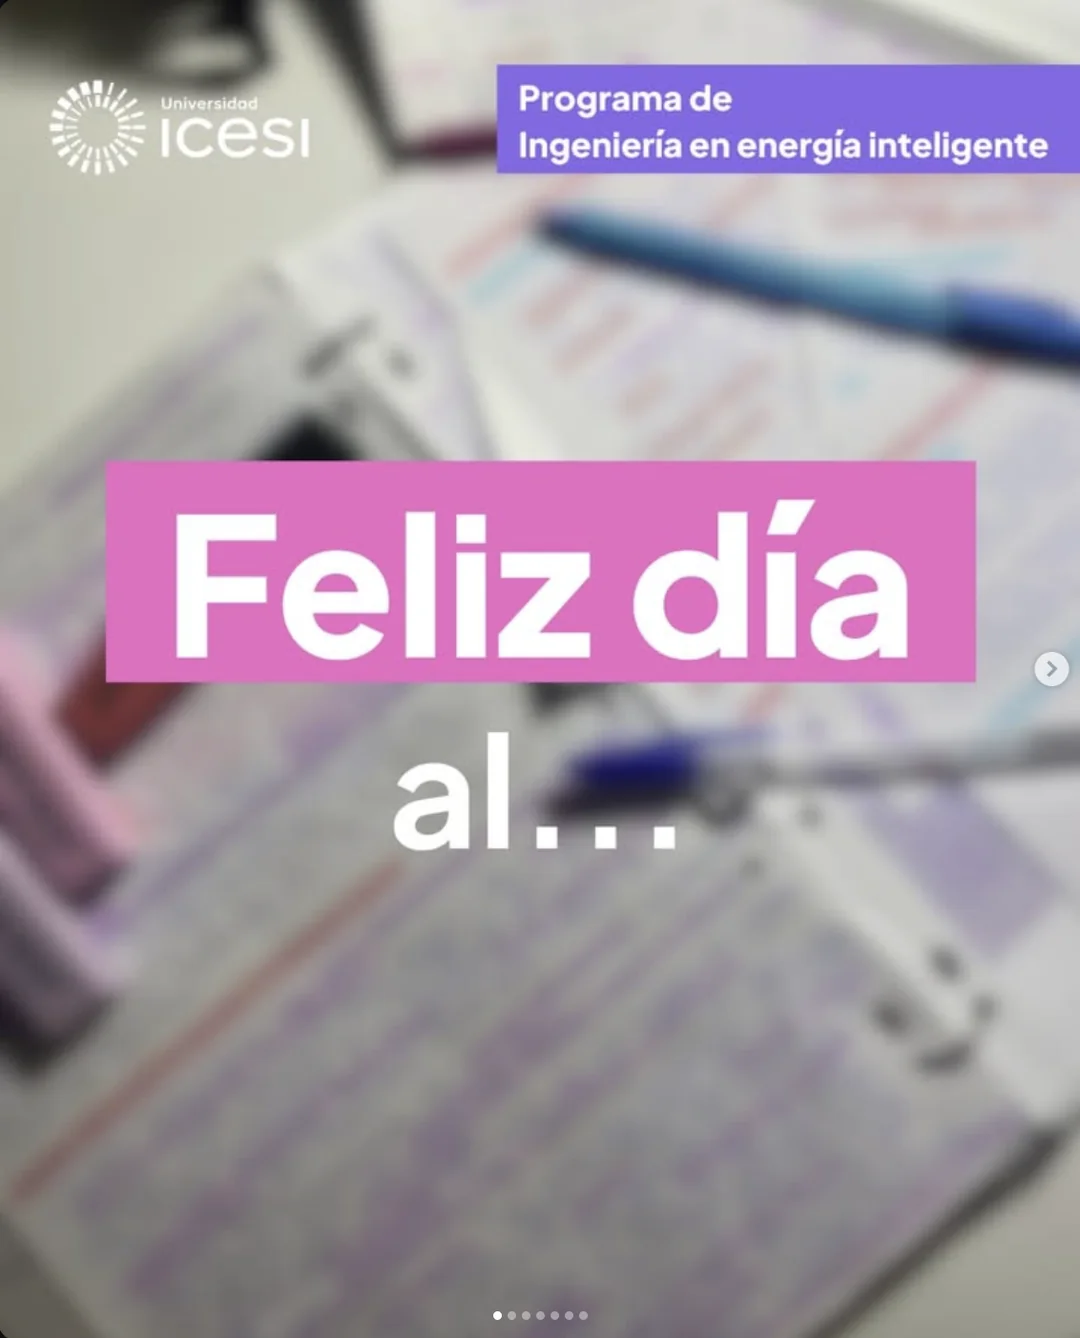 Universidad
icesi
Programa de
Ingeniería en energía inteligente
Feliz día
al...